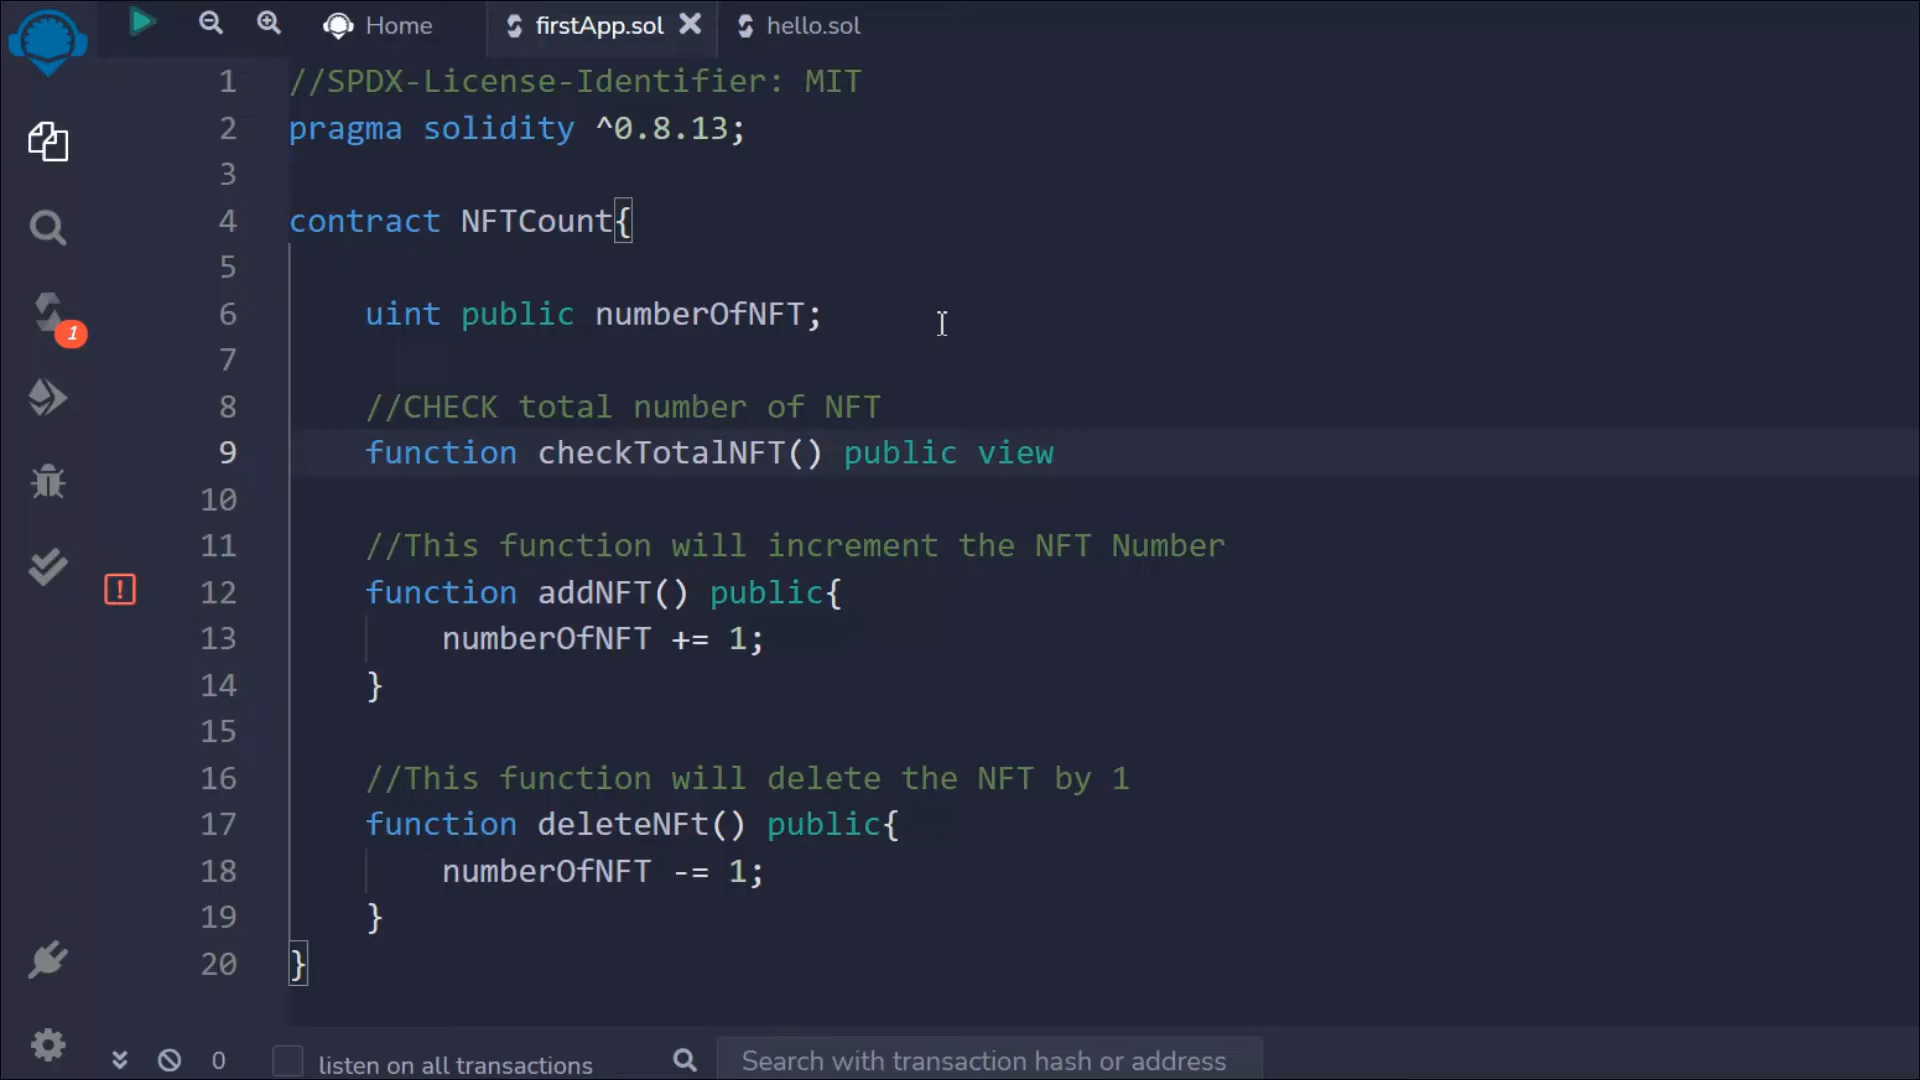 Home firstApp.sol hello.sol
1 //SPDX-License-Identifier: MIT
2 pragma solidity ^0.8.13;
3
4 contract NFTCount{
5
6 uint public numberOfNFT;
7
8 //CHECK total number of NFT
9 function checkTotalNFT() public view
10
11 //This function will increment the NFT Number
12 function addNFT() public{
13 numberOfNFT += 1;
14 }
15
16 //This function will delete the NFT by 1
17 function deleteNFt() public{
18 numberOfNFT -= 1;
19 }
20 }
1
!
0 listen on all transactions Search with transaction hash or address